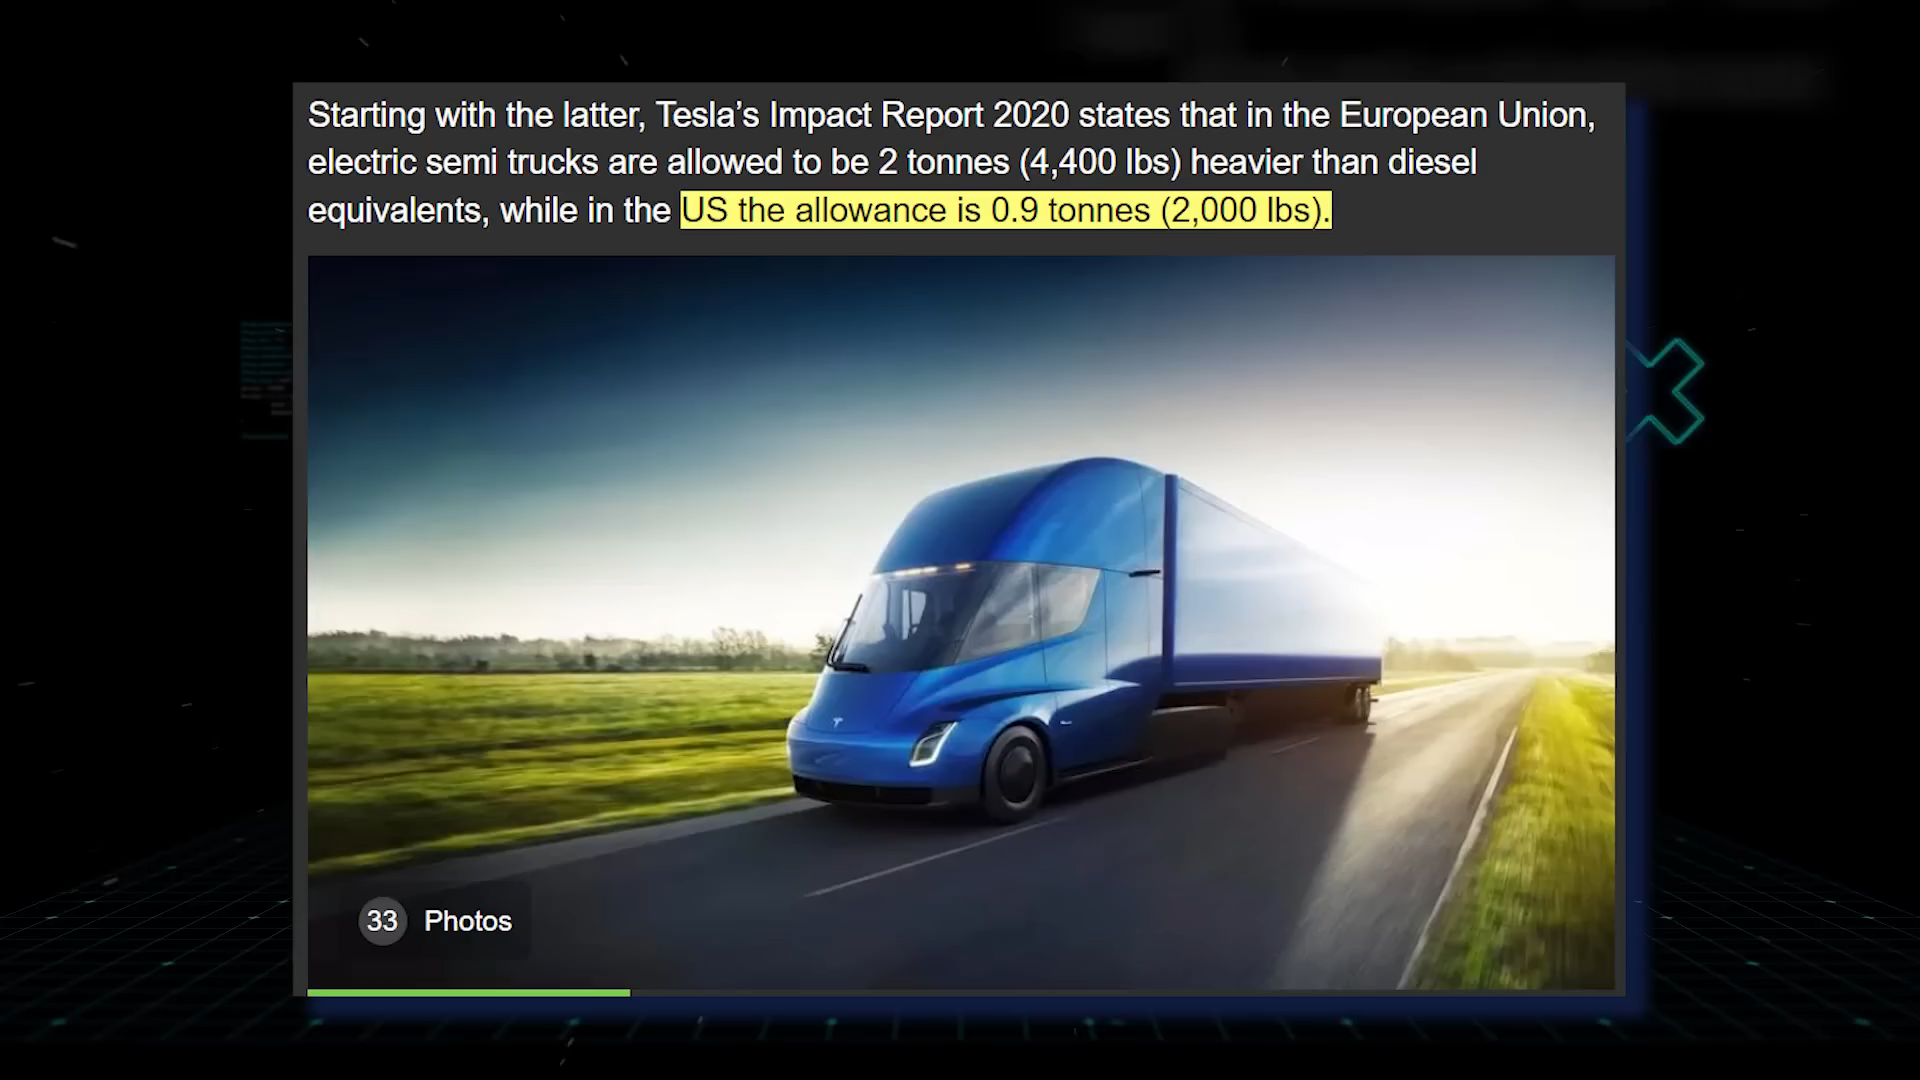 Starting with the latter, Tesla’s Impact Report 2020 states that in the European Union,
electric semi trucks are allowed to be 2 tonnes (4,400 lbs) heavier than diesel
equivalents, while in the US the allowance is 0.9 tonnes (2,000 lbs).
33 Photos